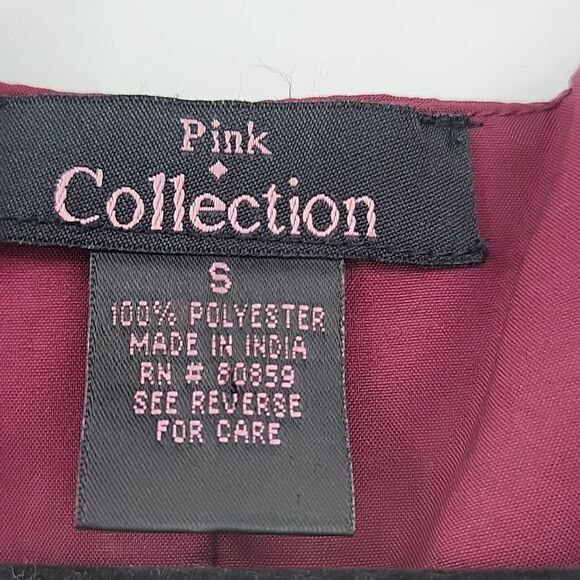 Pink
Collection
S
100% POLYESTER
MADE IN INDIA
RN # 80859
SEE REVERSE
FOR CARE